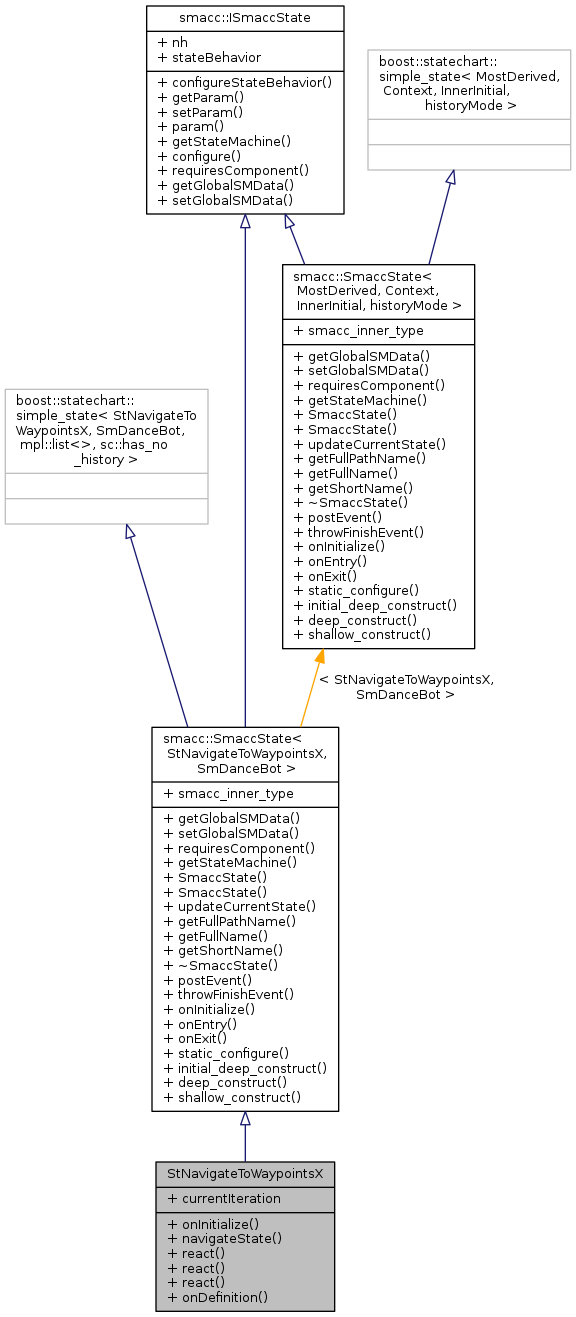 smacc::ISmaccState
+ nh
+ stateBehavior
+ configureStateBehavior()
+ getParam()
+ setParam()
+ param()
+ getStateMachine()
+ configure()
+ requiresComponent()
+ getGlobalSMData()
+ setGlobalSMData()
boost::statechart::
simple_state< MostDerived,
Context, InnerInitial,
historyMode >
smacc::SmaccState<
MostDerived, Context,
InnerInitial, historyMode >
+ smacc_inner_type
+ getGlobalSMData()
+ setGlobalSMData()
+ requiresComponent()
+ getStateMachine()
+ SmaccState()
+ SmaccState()
+ updateCurrentState()
+ getFullPathName()
+ getFullName()
+ getShortName()
+ ~SmaccState()
+ postEvent()
+ throwFinishEvent()
+ onInitialize()
+ onEntry()
+ onExit()
+ static_configure()
+ initial_deep_construct()
+ deep_construct()
+ shallow_construct()
boost::statechart::
simple_state< StNavigateTo
WaypointsX, SmDanceBot,
mpl::list<>, sc::has_no
_history >
< StNavigateToWaypointsX,
SmDanceBot >
smacc::SmaccState<
StNavigateToWaypointsX,
SmDanceBot >
+ smacc_inner_type
+ getGlobalSMData()
+ setGlobalSMData()
+ requiresComponent()
+ getStateMachine()
+ SmaccState()
+ SmaccState()
+ updateCurrentState()
+ getFullPathName()
+ getFullName()
+ getShortName()
+ ~SmaccState()
+ postEvent()
+ throwFinishEvent()
+ onInitialize()
+ onEntry()
+ onExit()
+ static_configure()
+ initial_deep_construct()
+ deep_construct()
+ shallow_construct()
StNavigateToWaypointsX
+ currentIteration
+ onInitialize()
+ navigateState()
+ react()
+ react()
+ react()
+ onDefinition()